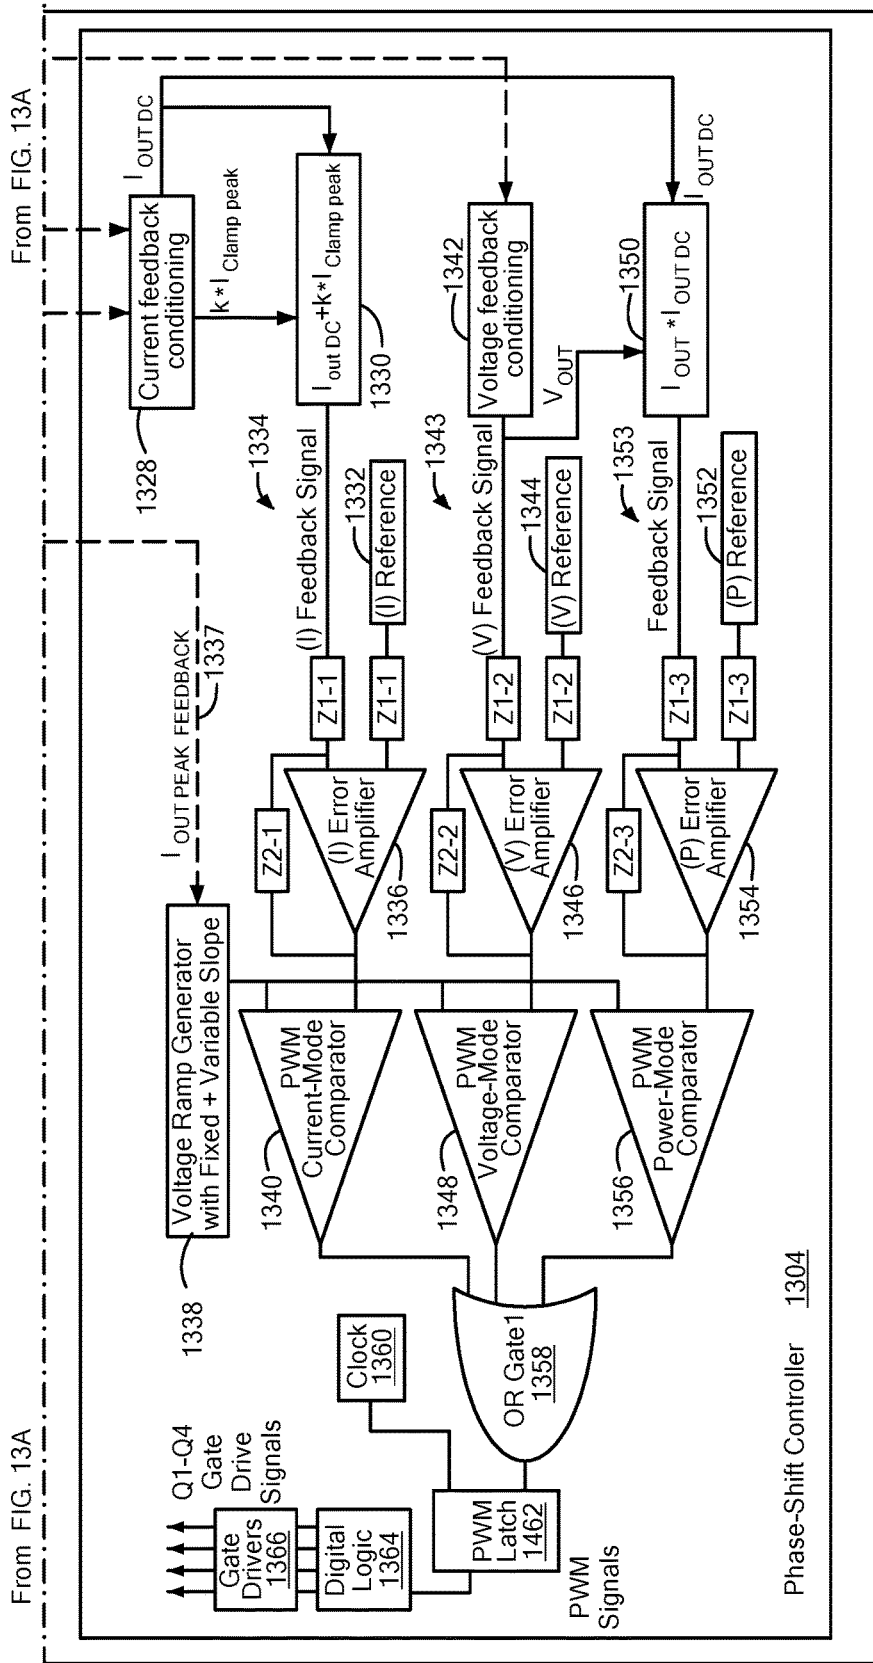 From FIG. 13A
From FIG. 13A
Q1-Q4
Gate
Drive
Signals
Gate
Drivers
1366
Digital
Logic
1364
PWM
Latch
1462
PWM
Signals
Clock
1360
OR Gate1
1358
1338
Voltage Ramp Generator
with Fixed + Variable Slope
I OUT PEAK FEEDBACK
1337
1328
Current feedback
conditioning
I OUT DC
k*I Clamp peak
1340
PWM
Current-Mode
Comparator
Z2-1
(I) Error
Amplifier
1336
Z1-1
Z1-1
(I) Feedback Signal
1334
(I) Reference
1332
I out DC+k*I Clamp peak
1330
1348
PWM
Voltage-Mode
Comparator
Z2-2
(V) Error
Amplifier
1346
Z1-2
Z1-2
(V) Feedback Signal
1343
(V) Reference
1344
Voltage feedback
conditioning
1342
V OUT
1356
PWM
Power-Mode
Comparator
Z2-3
(P) Error
Amplifier
1354
Z1-3
Z1-3
Feedback Signal
1353
(P) Reference
1352
I OUT *I OUT DC
1350
I OUT DC
Phase-Shift Controller 1304